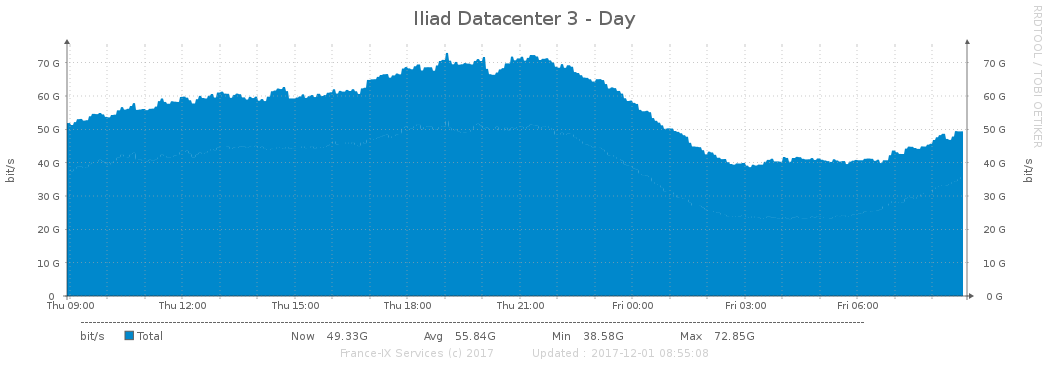 Iliad Datacenter 3 - Day
RRDTOOL / TOBI OETIKER
bit/s
70 G 70 G
60 G 60 G
50 G 50 G
40 G 40 G
30 G 30 G
20 G 20 G
10 G 10 G
0 0 G
bit/s
Thu 09:00 Thu 12:00 Thu 15:00 Thu 18:00 Thu 21:00 Fri 00:00 Fri 03:00 Fri 06:00
bit/s Total Now 49.33G Avg 55.84G Min 38.58G Max 72.85G
France-IX Services (c) 2017 Updated : 2017-12-01 08:55:08